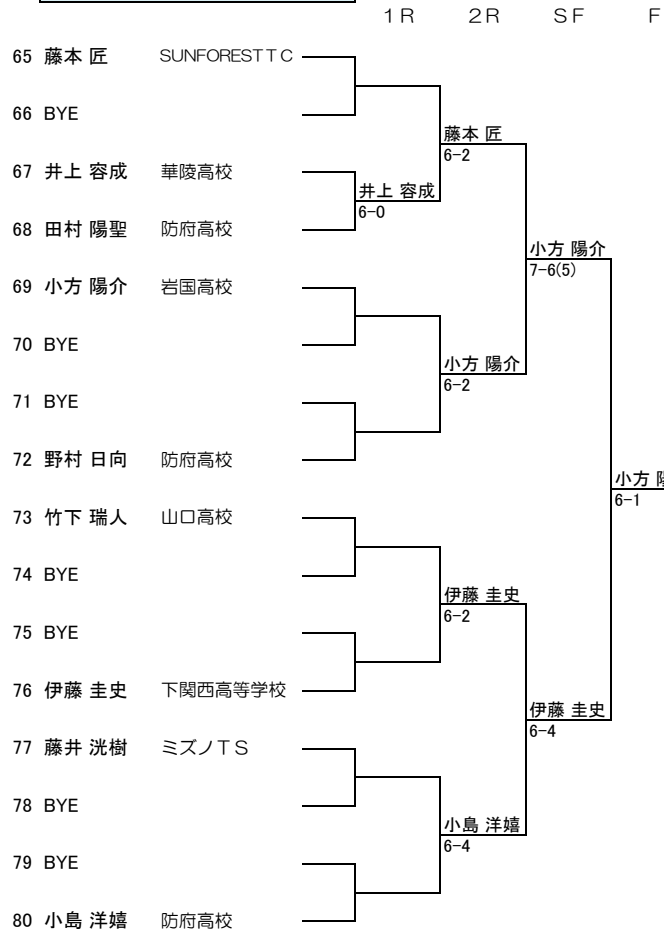 １Ｒ ２Ｒ ＳＦ Ｆ
65 藤本 匠 SUNFORESTＴＣ
66 BYE
藤本 匠
6-2
67 井上 容成 華陵高校
井上 容成
6-0
68 田村 陽聖 防府高校
小方 陽介
7-6(5)
69 小方 陽介 岩国高校
70 BYE
小方 陽介
6-2
71 BYE
72 野村 日向 防府高校
小方
6-1
73 竹下 瑞人 山口高校
74 BYE
伊藤 圭史
6-2
75 BYE
76 伊藤 圭史 下関西高等学校
伊藤 圭史
6-4
77 藤井 洸樹 ミズノＴＳ
78 BYE
小島 洋嬉
6-4
79 BYE
80 小島 洋嬉 防府高校